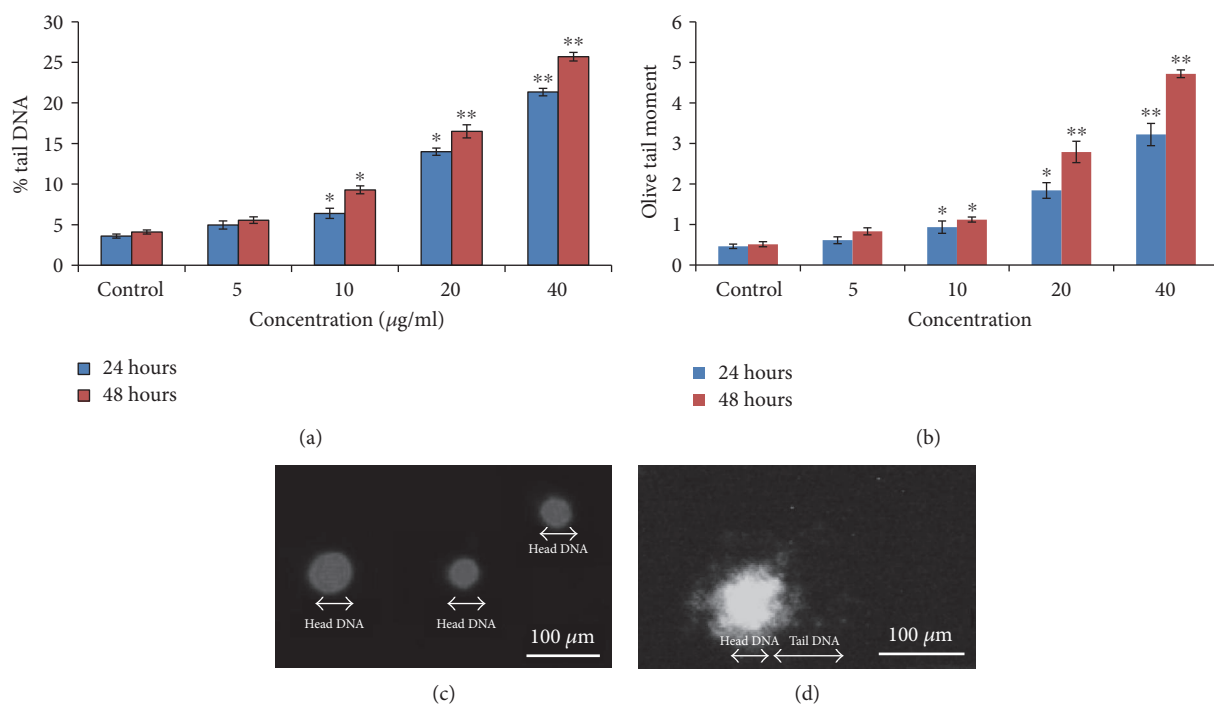 % tail DNA
30
25
20
15
10
5
0
*
*
*
**
**
**
Control 5 10 20 40
Concentration (μg/ml)
24 hours
48 hours
(a)
Olive tail moment
6
5
4
3
2
1
0
*
*
*
**
**
**
Control 5 10 20 40
Concentration
24 hours
48 hours
(b)
Head DNA
Head DNA
Head DNA
100 μm
(c)
Head DNA Tail DNA
100 μm
(d)